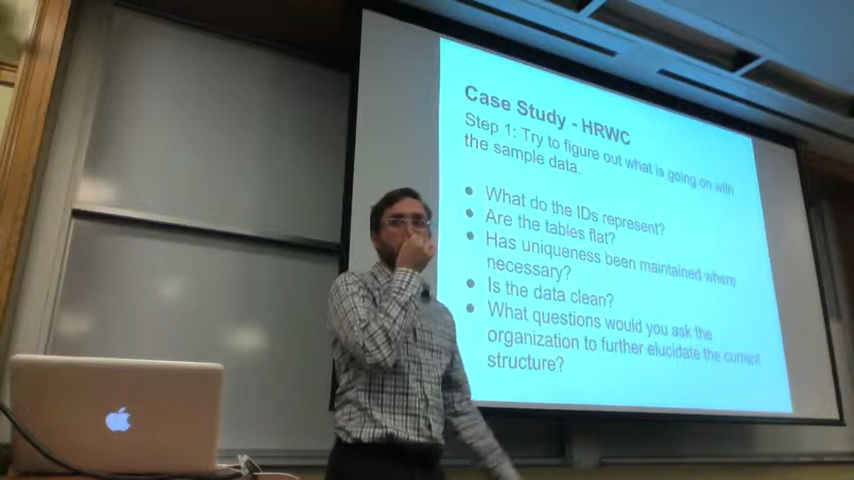 Case Study - HRWC
Step 1: Try to figure out what is going on with
the sample data.
● What do the IDs represent?
● Are the tables flat?
● Has uniqueness been maintained where
necessary?
● Is the data clean?
● What questions would you ask the
organization to further elucidate the current
structure?